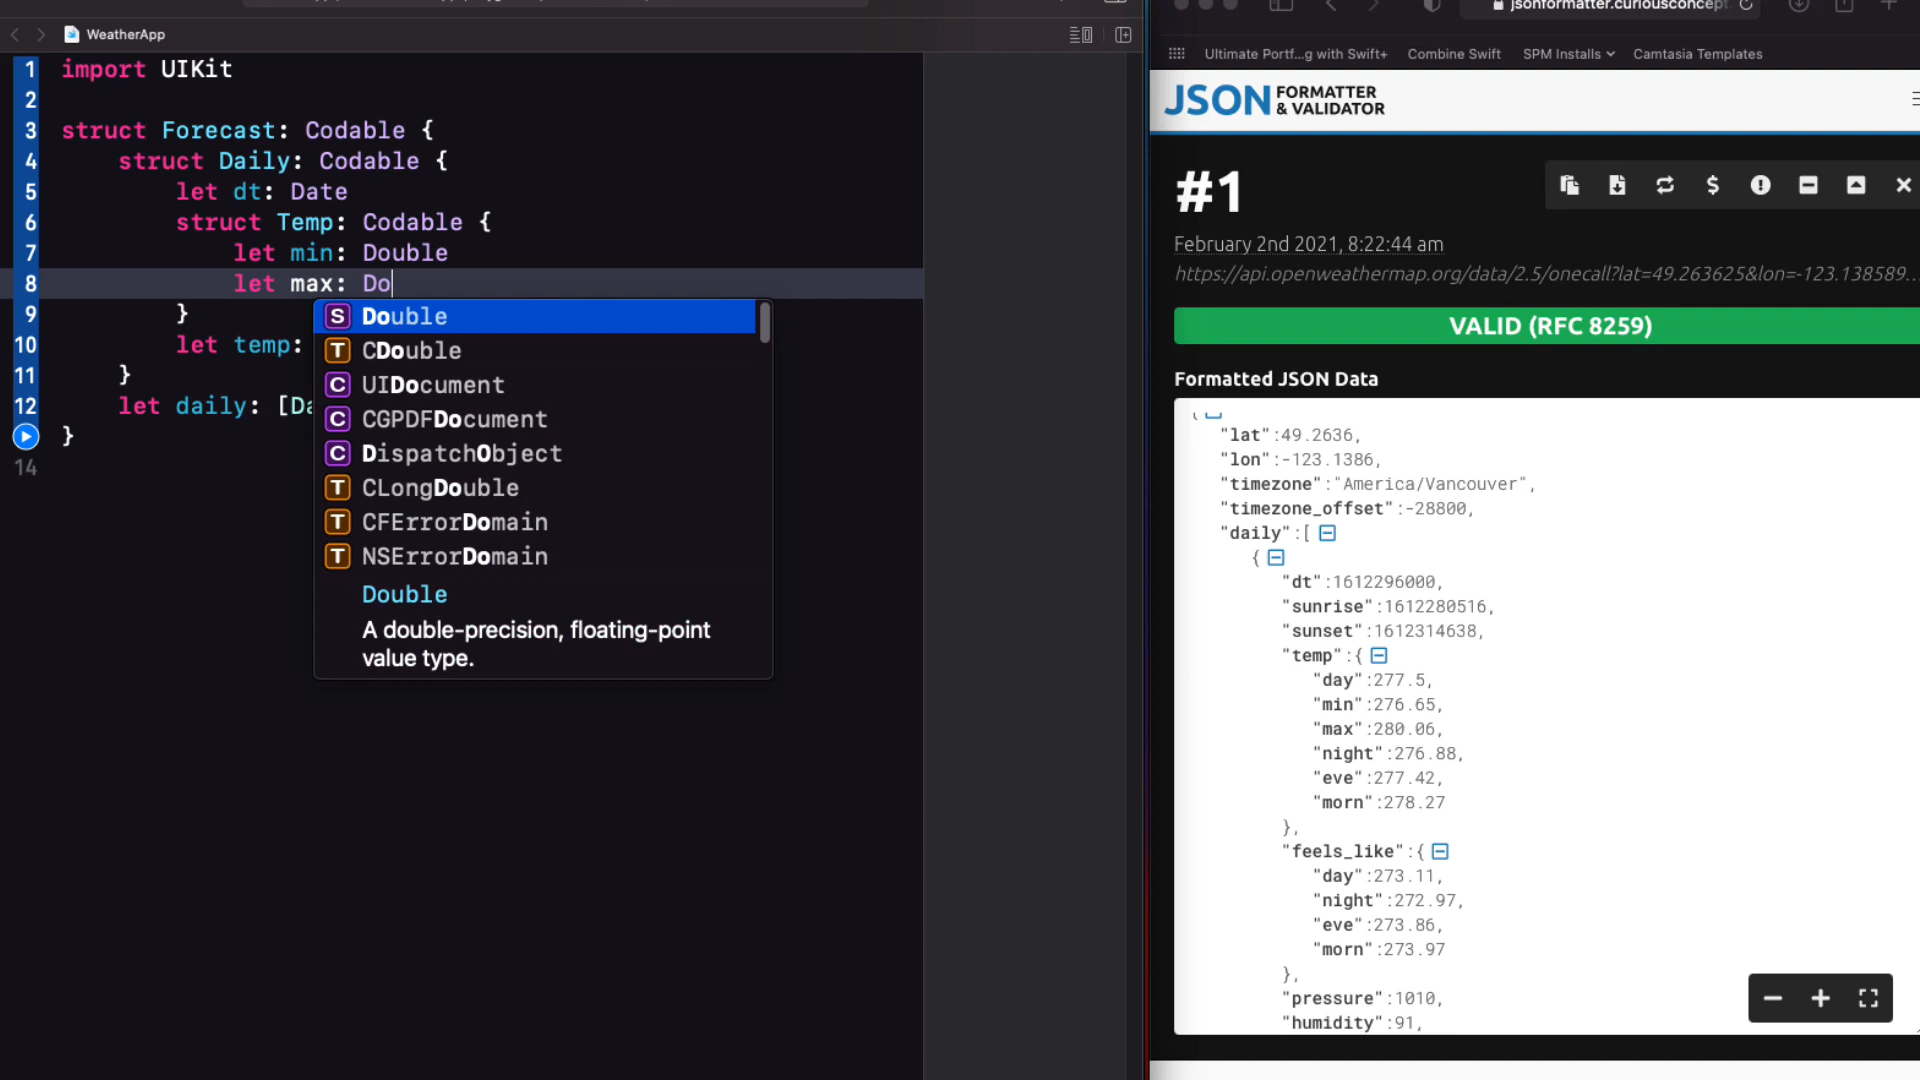 WeatherApp
1 import UIKit
2
3 struct Forecast: Codable {
4 struct Daily: Codable {
5 let dt: Date
6 struct Temp: Codable {
7 let min: Double
8 let max: Do
9 }
10 let temp:
11 }
12 let daily: [Da
}
14
S Double
T CDouble
C UIDocument
C CGPDFDocument
C DispatchObject
T CLongDouble
T CFErrorDomain
T NSErrorDomain
Double
A double-precision, floating-point
value type.
jsonformatter.curiousconcept
Ultimate Portf...g with Swift+ Combine Swift SPM Installs Camtasia Templates
JSON FORMATTER
& VALIDATOR
#1
February 2nd 2021, 8:22:44 am
https://api.openweathermap.org/data/2.5/onecall?lat=49.263625&lon=-123.138589...
VALID (RFC 8259)
Formatted JSON Data
{
"lat":49.2636,
"lon":-123.1386,
"timezone":"America/Vancouver",
"timezone_offset":-28800,
"daily":[
{
"dt":1612296000,
"sunrise":1612280516,
"sunset":1612314638,
"temp":{
"day":277.5,
"min":276.65,
"max":280.06,
"night":276.88,
"eve":277.42,
"morn":278.27
},
"feels_like":{
"day":273.11,
"night":272.97,
"eve":273.86,
"morn":273.97
},
"pressure":1010,
"humidity":91,